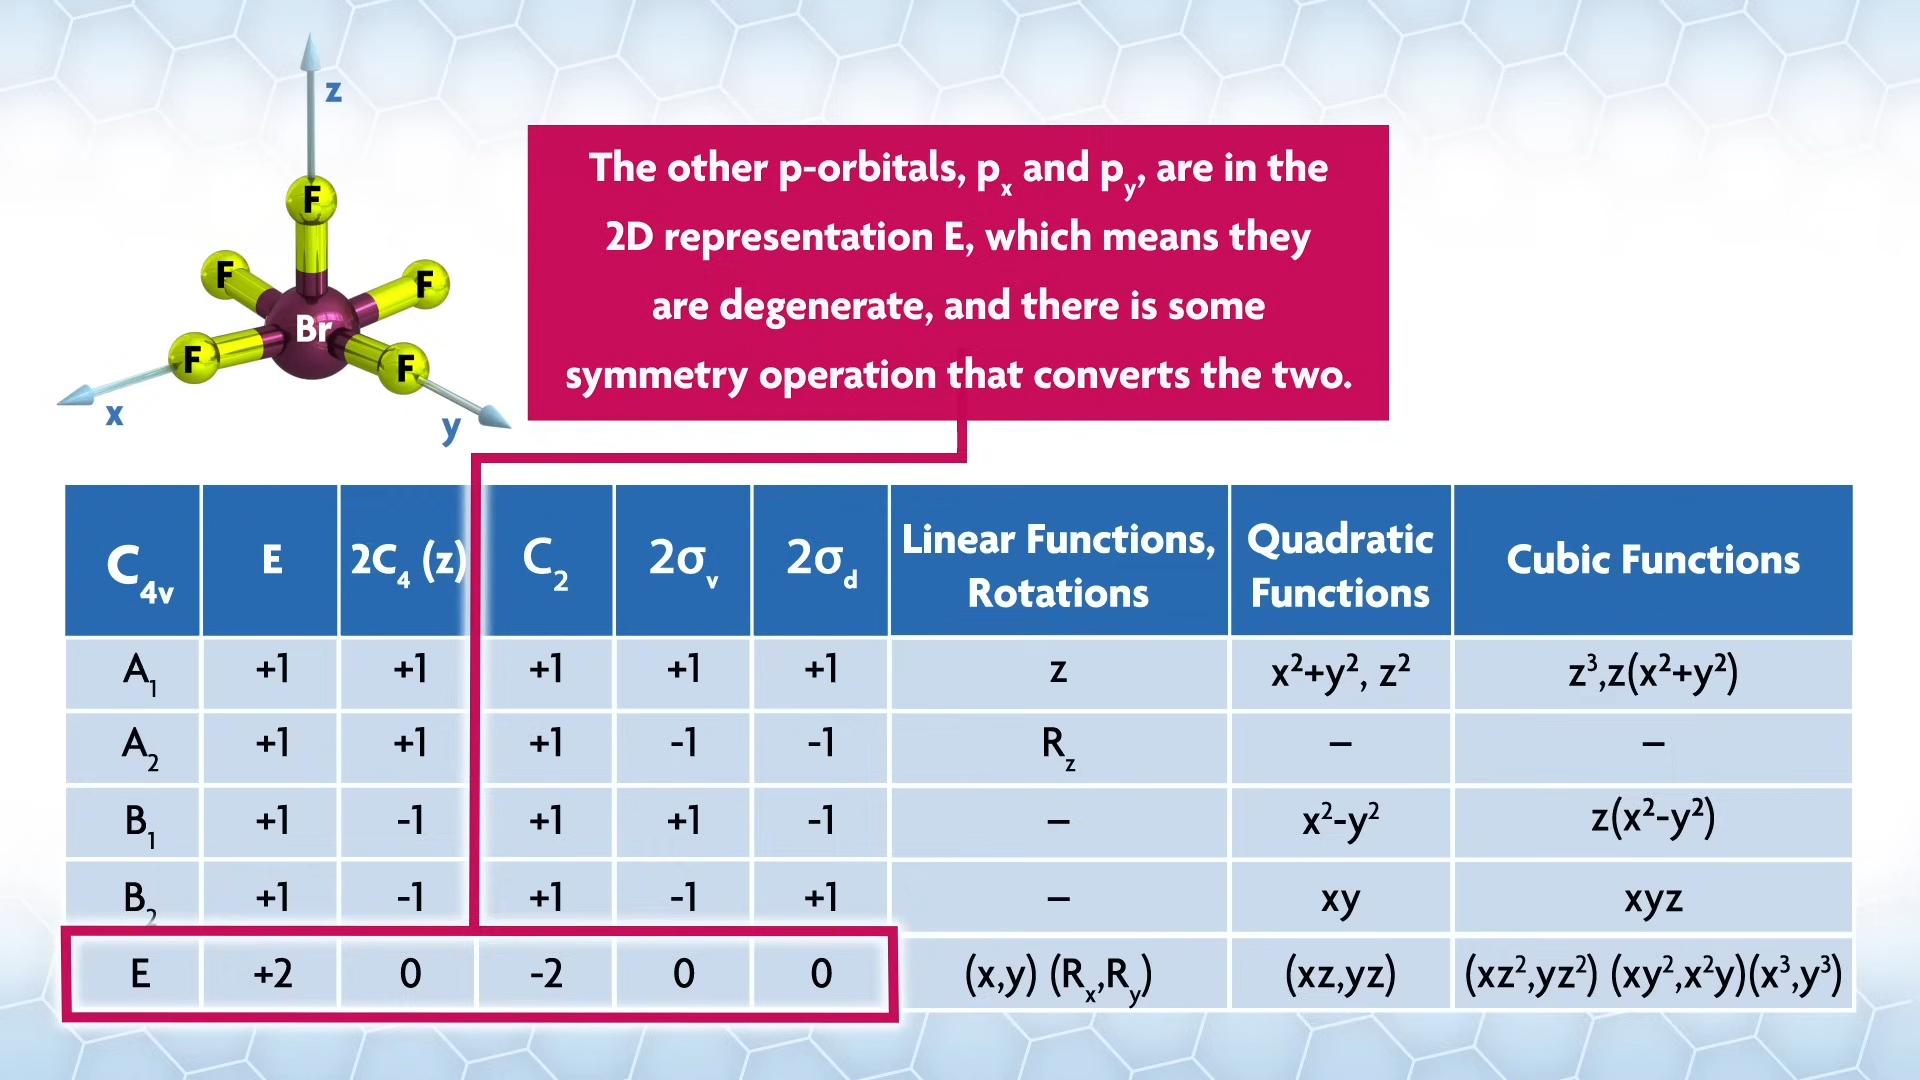 z
F
F
F
Br
F
F
x
y
The other p-orbitals, pₓ and p_y, are in the
2D representation E, which means they
are degenerate, and there is some
symmetry operation that converts the two.
C₄ᵥ E 2C₄ (z) C₂ 2σᵥ 2σ_d Linear Functions, Rotations Quadratic Functions Cubic Functions
A₁ +1 +1 +1 +1 +1 z x²+y², z² z³,z(x²+y²)
A₂ +1 +1 +1 -1 -1 R_z – –
B₁ +1 -1 +1 +1 -1 – x²-y² z(x²-y²)
B₂ +1 -1 +1 -1 +1 – xy xyz
E +2 0 -2 0 0 (x,y) (Rₓ,R_y) (xz,yz) (xz²,yz²) (xy²,x²y)(x³,y³)